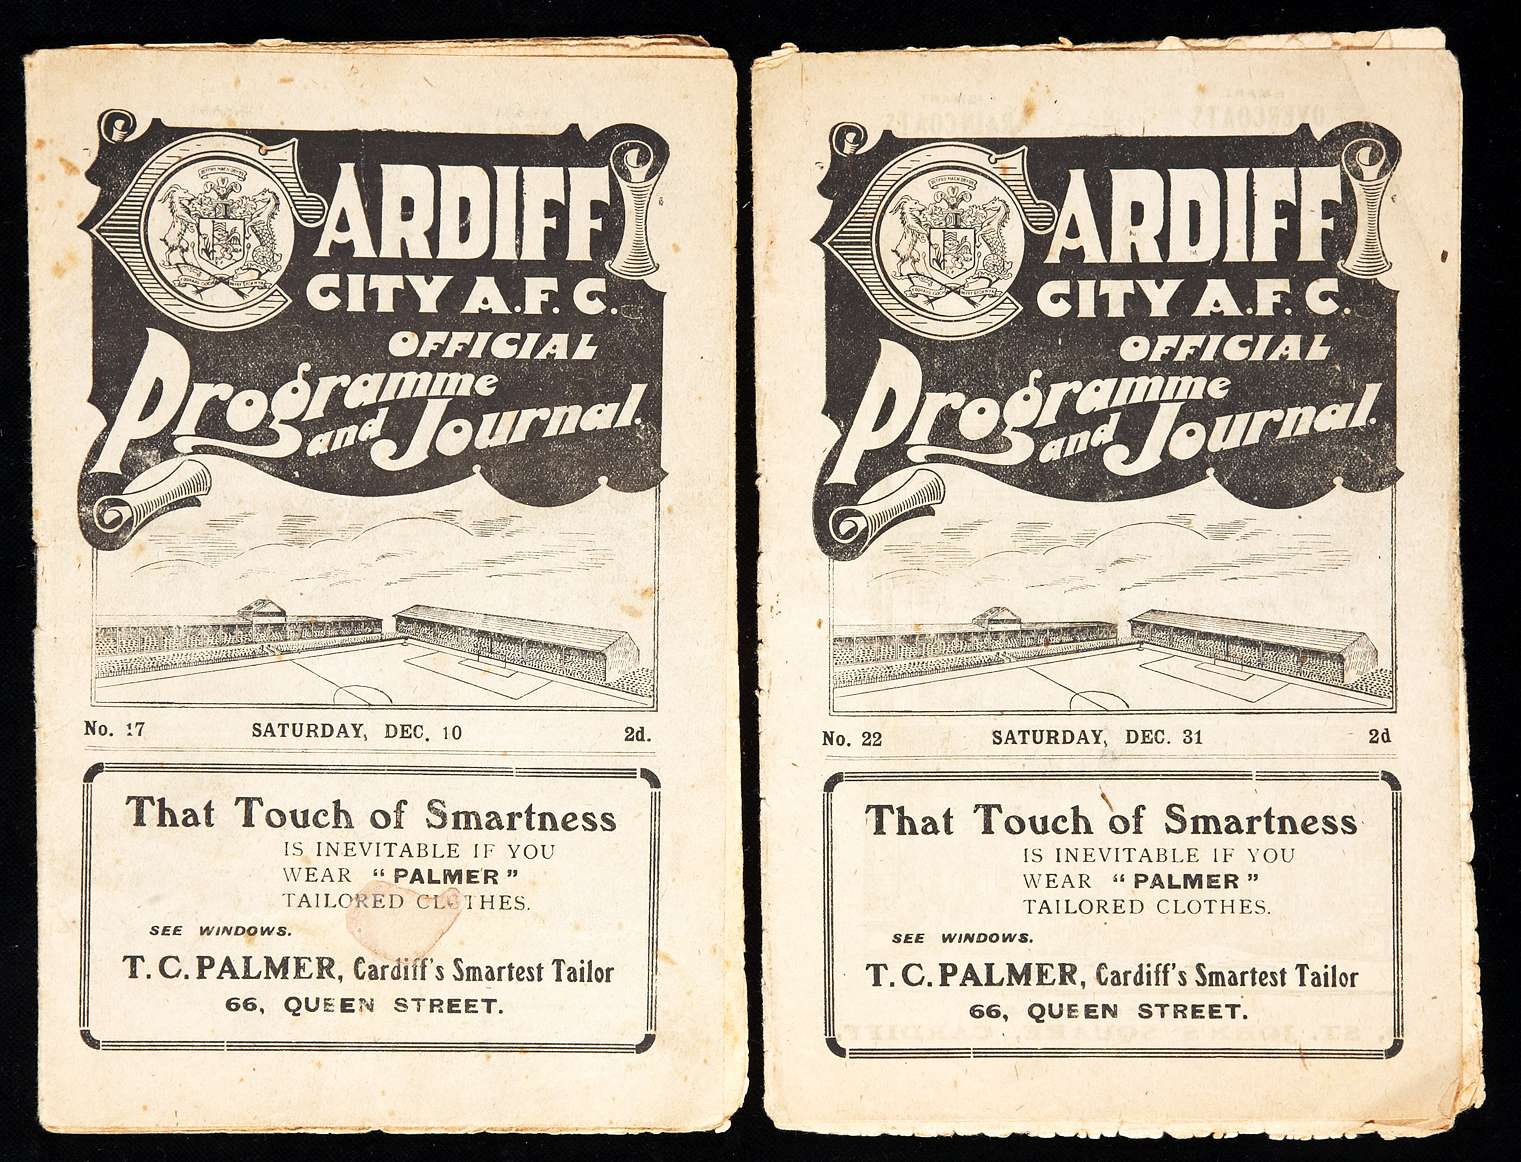 CARDIFF
CITY A.F.C.
OFFICIAL
Programme
and Journal.
No. 17 SATURDAY, DEC. 10 2d.
That Touch of Smartness
IS INEVITABLE IF YOU
WEAR "PALMER"
TAILORED CLOTHES.
SEE WINDOWS.
T. C. PALMER, Cardiff's Smartest Tailor
66, QUEEN STREET.
CARDIFF
CITY A.F.C.
OFFICIAL
Programme
and Journal.
No. 22 SATURDAY, DEC. 31 2d
That Touch of Smartness
IS INEVITABLE IF YOU
WEAR "PALMER"
TAILORED CLOTHES.
SEE WINDOWS.
T. C. PALMER, Cardiff's Smartest Tailor
66, QUEEN STREET.